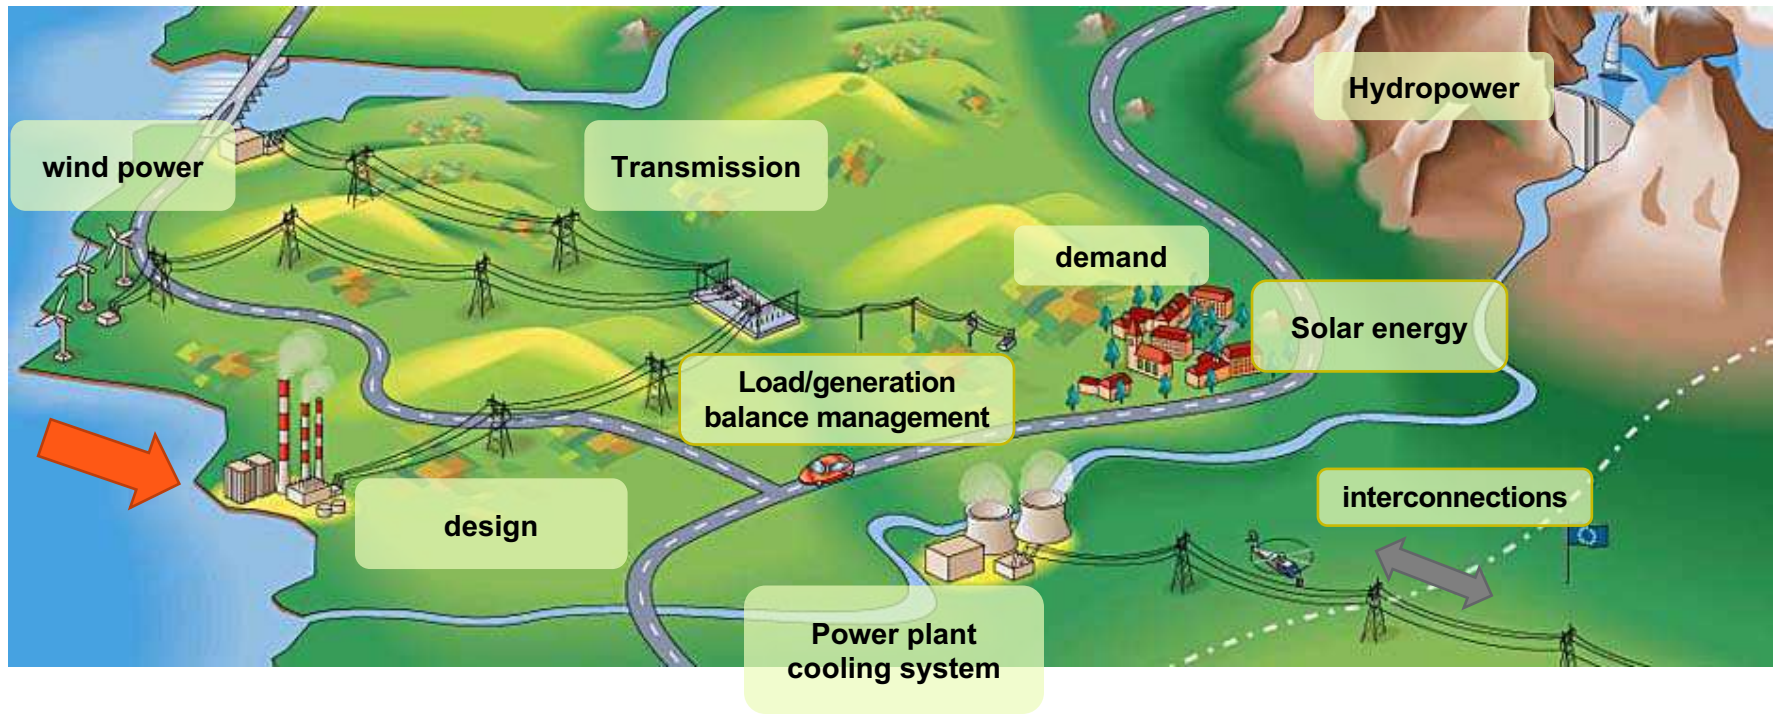 Hydropower
wind power
Transmission
demand
Solar energy
Load/generation
balance management
interconnections
design
Power plant
cooling system